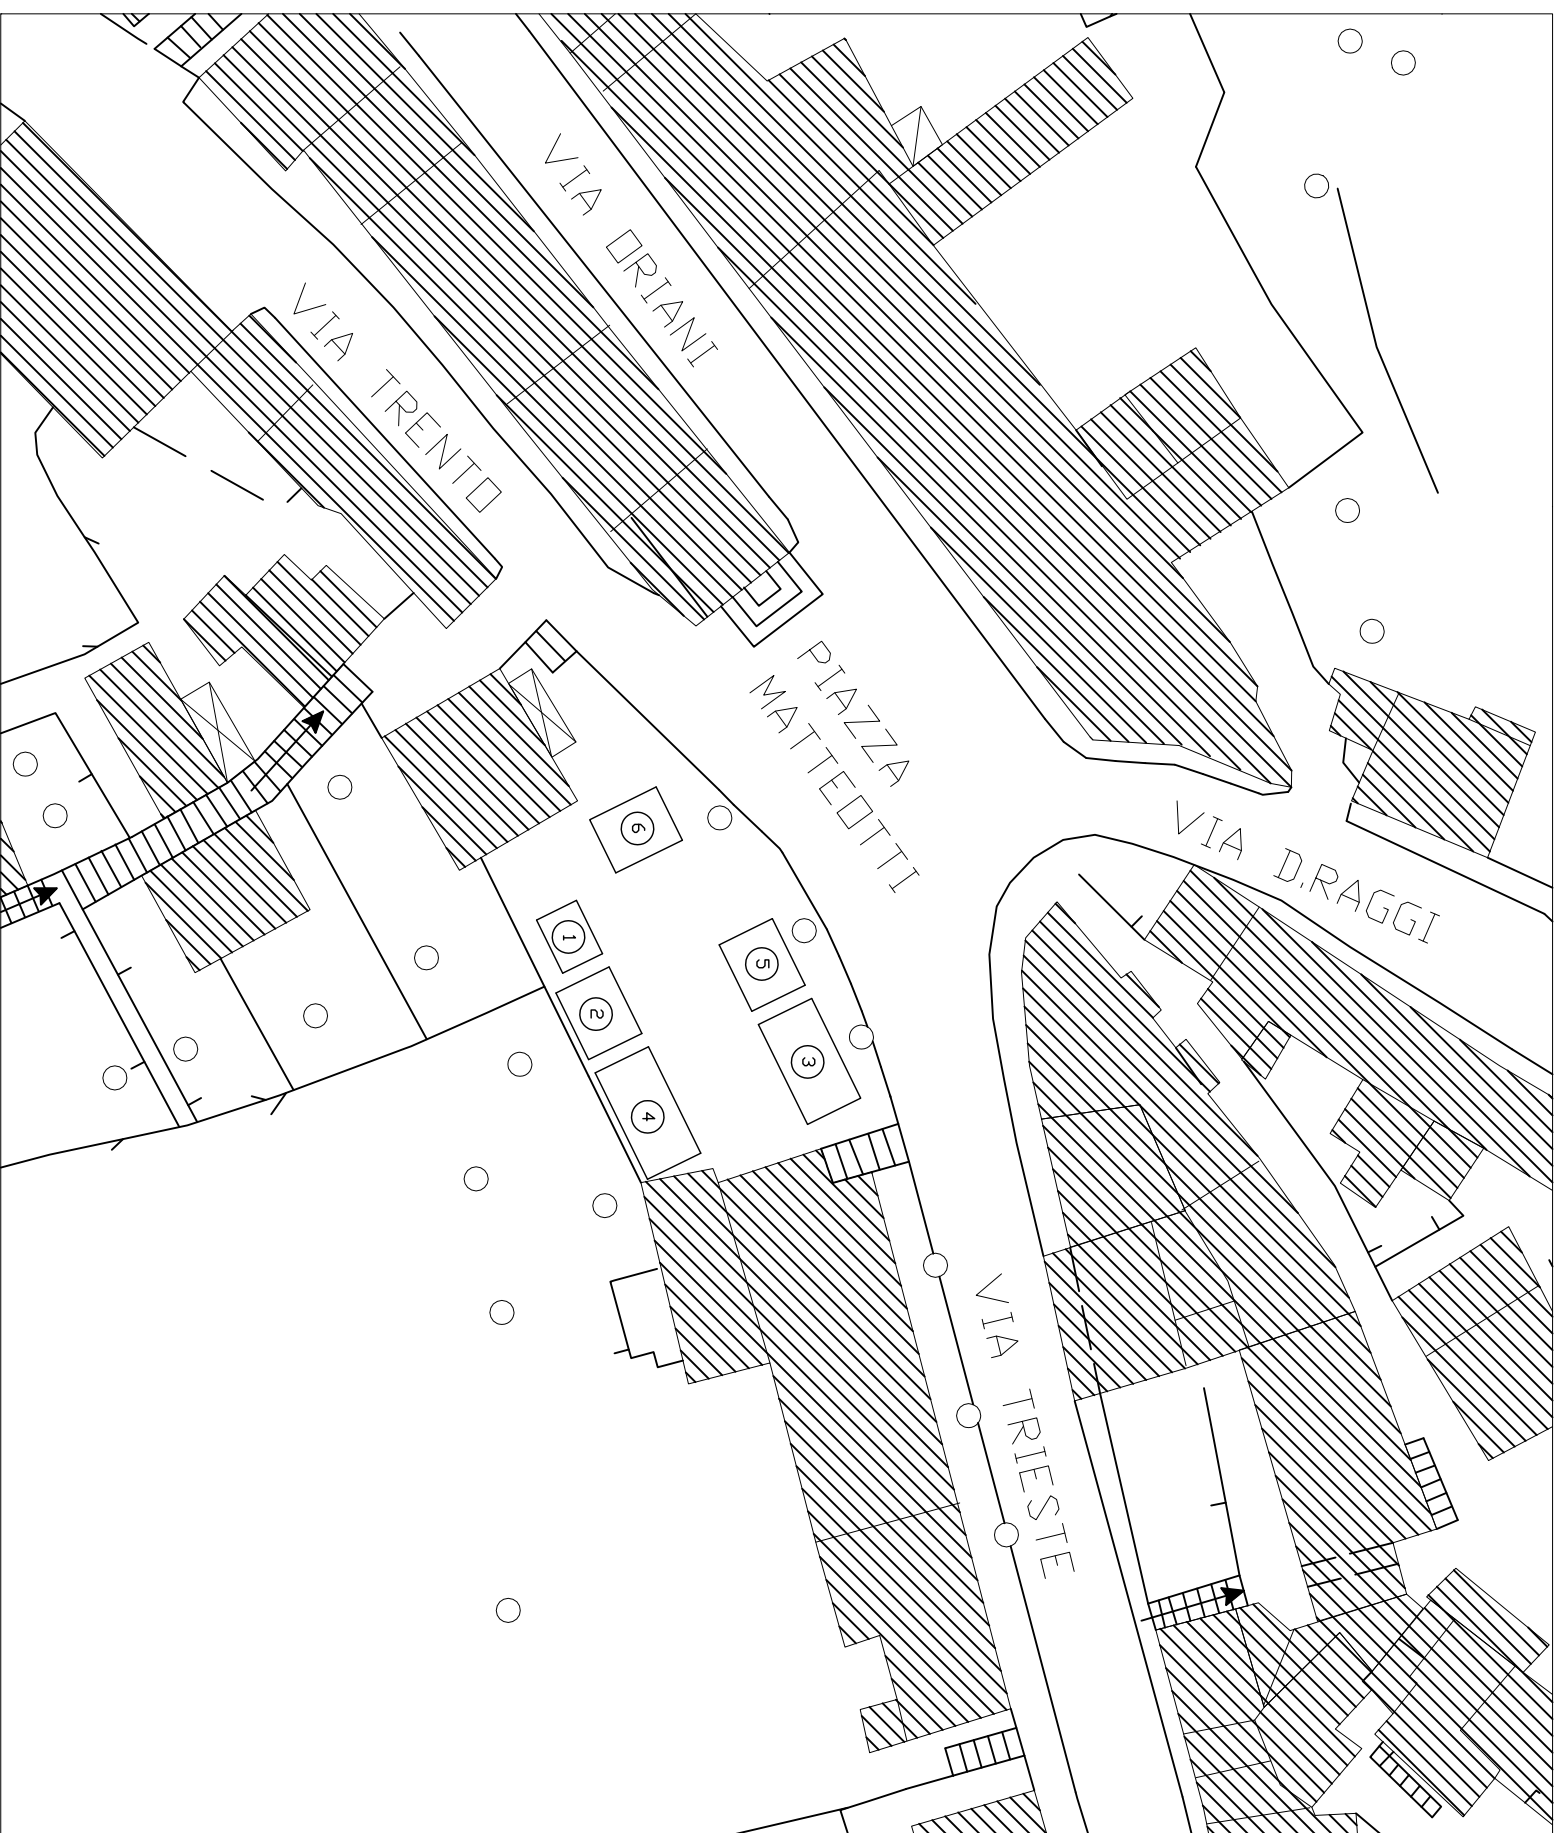 VIA ORIANI
VIA TRENTO
PIAZZA
MATTEOTTI
VIA D.RAGGI
6
1
5
2
3
4
VIA TRIESTE